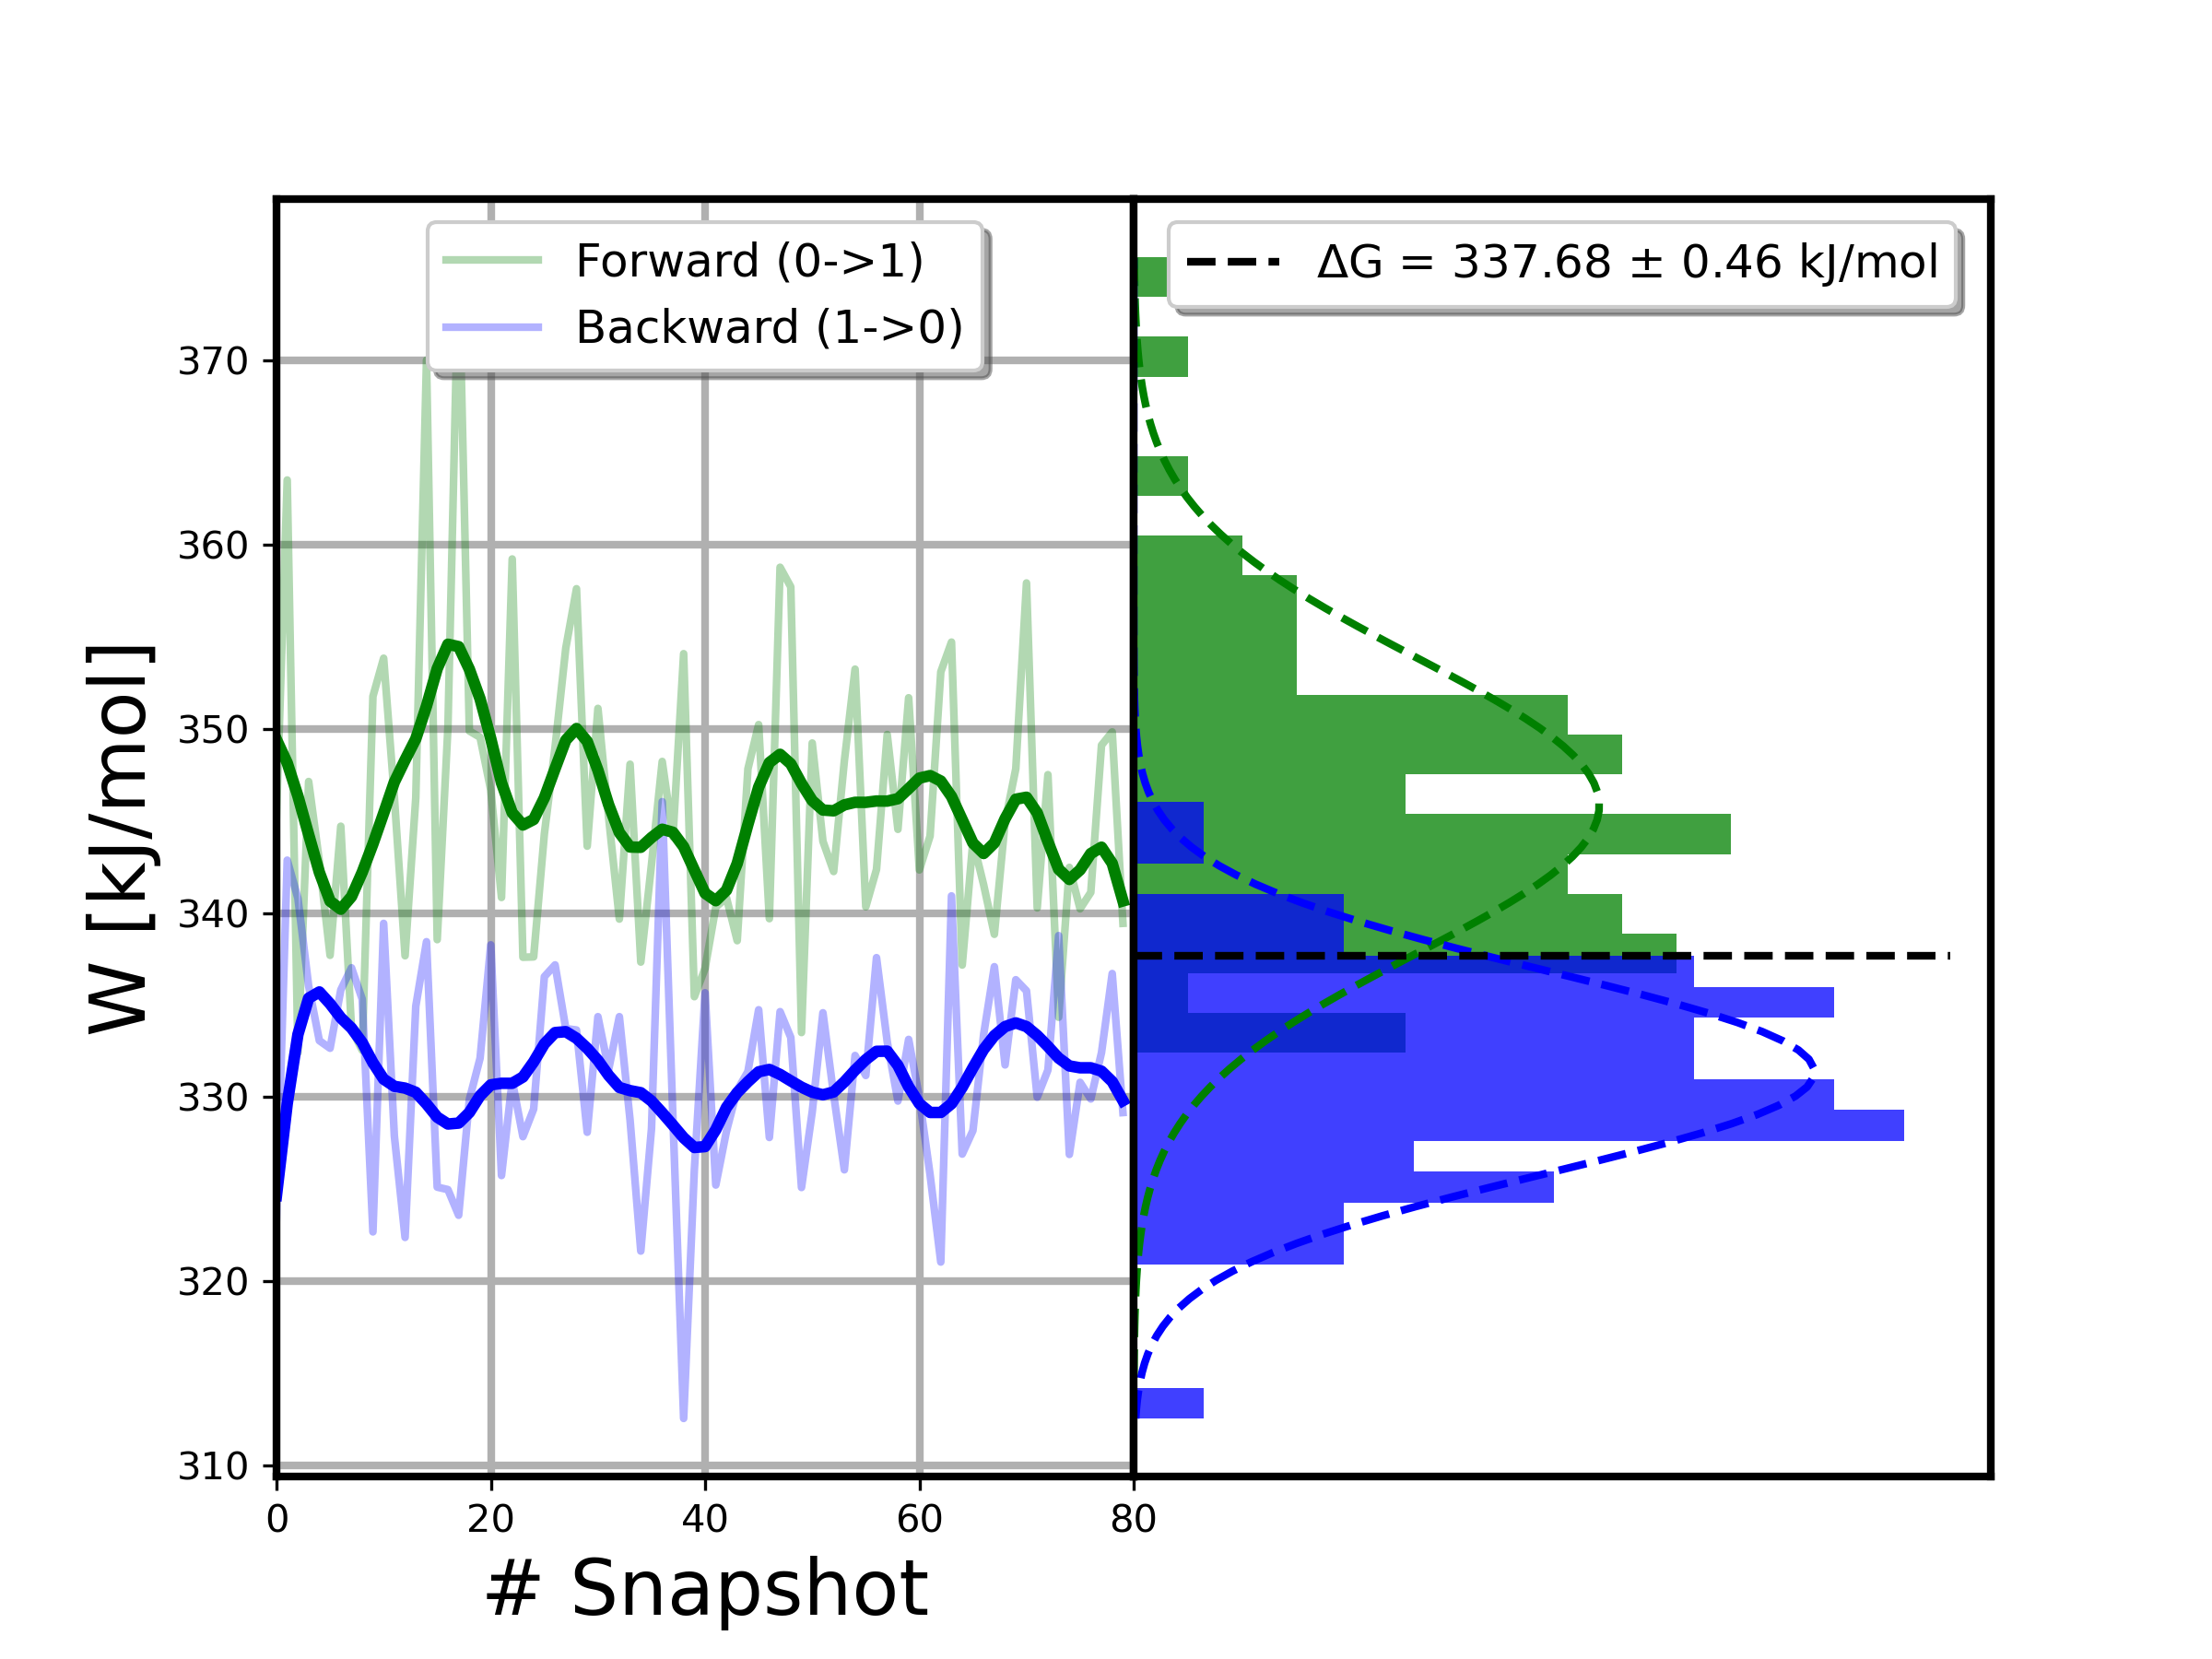 Forward (0->1)
Backward (1->0)
ΔG = 337.68 ± 0.46 kJ/mol
W [kJ/mol]
370
360
350
340
330
320
310
0 20 40 60 80
# Snapshot